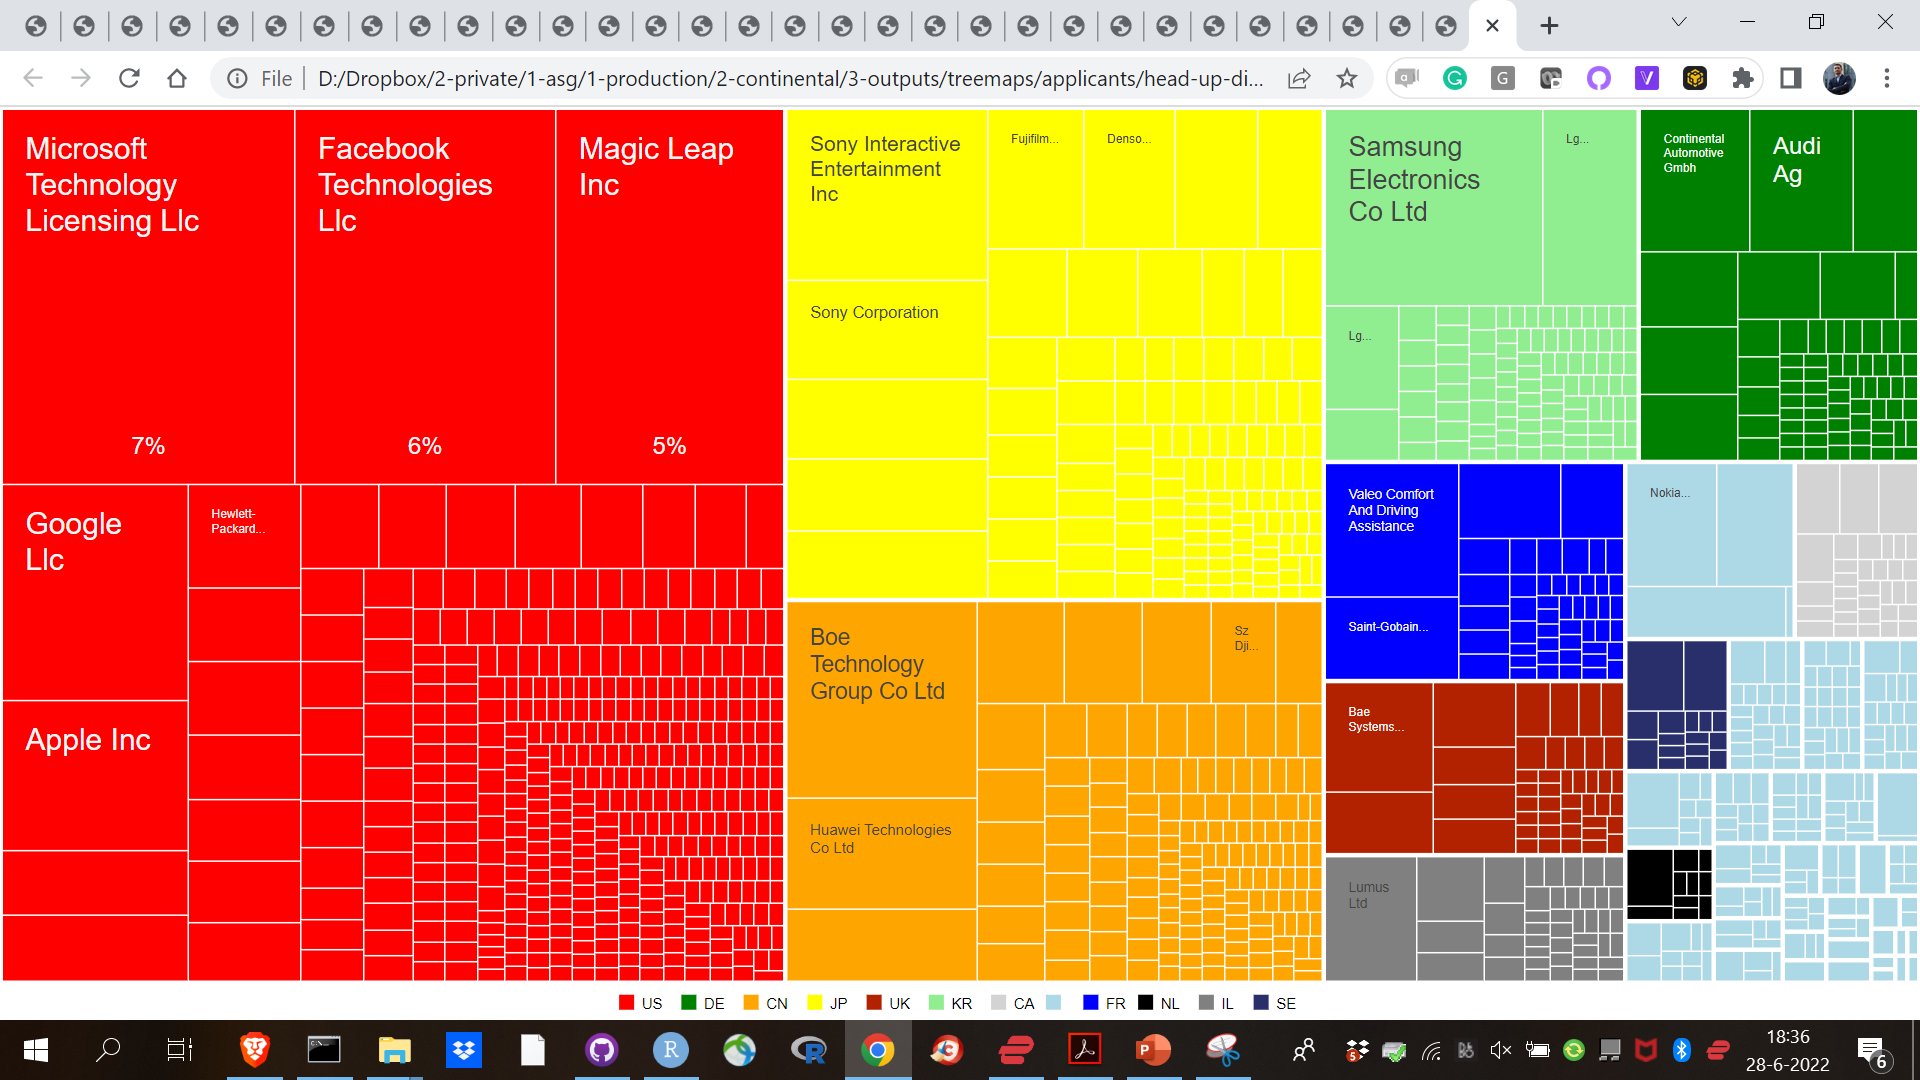 File
D:/Dropbox/2-private/1-asg/1-production/2-continental/3-outputs/treemaps/applicants/head-up-di...
Microsoft
Technology
Licensing Llc
7%
Facebook
Technologies
Llc
6%
Magic Leap
Inc
5%
Google
Llc
Hewlett-
Packard...
Apple Inc
Sony Interactive
Entertainment
Inc
Fujifilm...
Denso...
Sony Corporation
Boe
Technology
Group Co Ltd
Sz
Dji...
Huawei Technologies
Co Ltd
Samsung
Electronics
Co Ltd
Lg...
Lg...
Continental
Automotive
Gmbh
Audi
Ag
Valeo Comfort
And Driving
Assistance
Saint-Gobain...
Nokia...
Bae
Systems...
Lumus
Ltd
US DE CN JP UK KR CA FR NL IL SE
18:36
28-6-2022
6